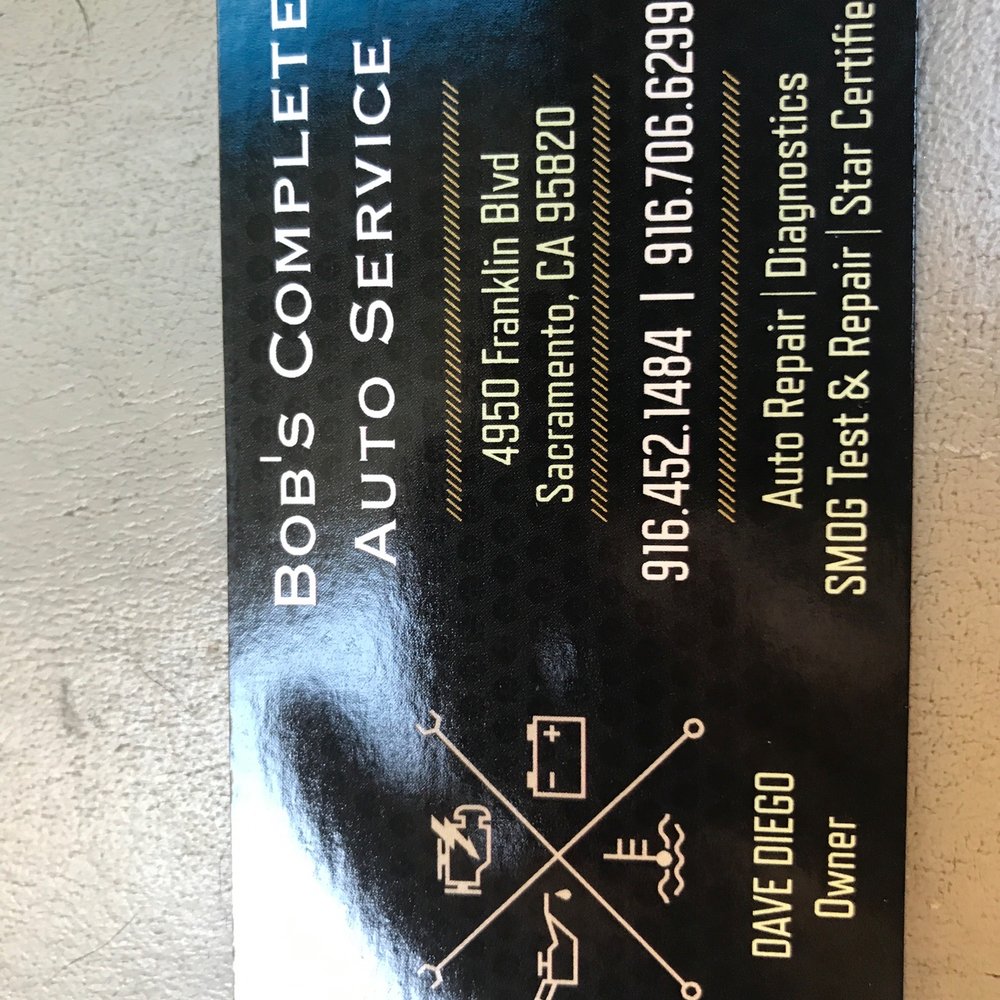 BOB'S COMPLETE
AUTO SERVICE
4950 Franklin Blvd
Sacramento, CA 95820
916.452.1484 | 916.706.6299
Auto Repair | Diagnostics
SMOG Test & Repair | Star Certifie
DAVE DIEGO
Owner